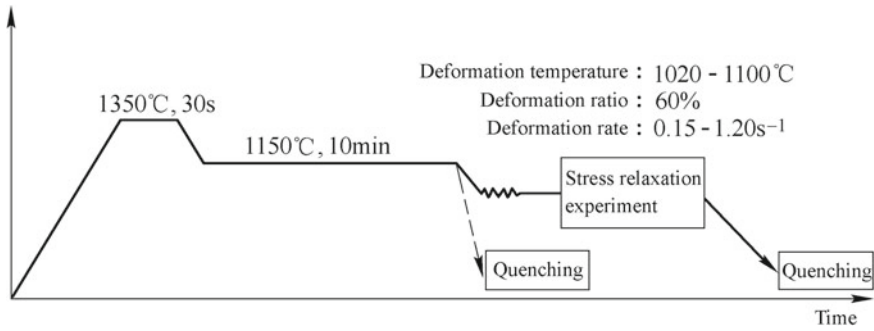 Deformation temperature : 1020 - 1100℃
Deformation ratio : 60%
Deformation rate : 0.15 - 1.20s⁻¹
1350℃, 30s
1150℃, 10min
Stress relaxation
experiment
Quenching
Quenching
Time